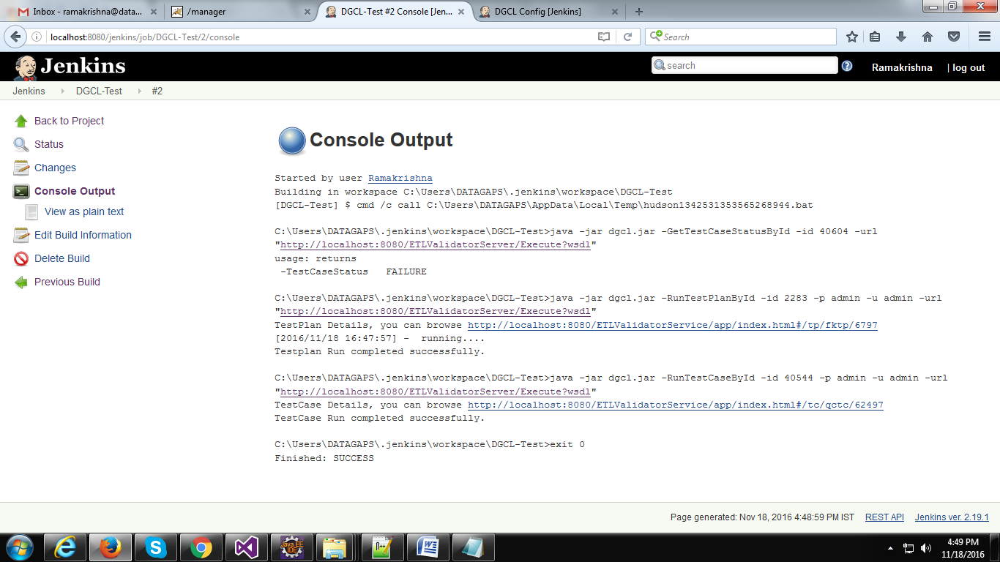 Inbox - ramakrishna@data...
/manager
DGCL-Test #2 Console [Jen...
DGCL Config [Jenkins]
localhost:8080/jenkins/job/DGCL-Test/2/console
Search
Jenkins
search
Ramakrishna
| log out
Jenkins
DGCL-Test
#2
Back to Project
Status
Changes
Console Output
View as plain text
Edit Build Information
Delete Build
Previous Build
Console Output
Started by user Ramakrishna
Building in workspace C:\Users\DATAGAPS\.jenkins\workspace\DGCL-Test
[DGCL-Test] $ cmd /c call C:\Users\DATAGAPS\AppData\Local\Temp\hudson1342531353565268944.bat
C:\Users\DATAGAPS\.jenkins\workspace\DGCL-Test>java -jar dgcl.jar -GetTestCaseStatusById -id 40604 -url
"http://localhost:8080/ETLValidatorServer/Execute?wsdl"
usage: returns
-TestCaseStatus   FAILURE
C:\Users\DATAGAPS\.jenkins\workspace\DGCL-Test>java -jar dgcl.jar -RunTestPlanById -id 2283 -p admin -u admin -url
"http://localhost:8080/ETLValidatorServer/Execute?wsdl"
TestPlan Details, you can browse http://localhost:8080/ETLValidatorService/app/index.html#/tp/fktp/6797
[2016/11/18 16:47:57] -  running....
Testplan Run completed successfully.
C:\Users\DATAGAPS\.jenkins\workspace\DGCL-Test>java -jar dgcl.jar -RunTestCaseById -id 40544 -p admin -u admin -url
"http://localhost:8080/ETLValidatorServer/Execute?wsdl"
TestCase Details, you can browse http://localhost:8080/ETLValidatorService/app/index.html#/tc/qctc/62497
TestCase Run completed successfully.
C:\Users\DATAGAPS\.jenkins\workspace\DGCL-Test>exit 0
Finished: SUCCESS
Page generated: Nov 18, 2016 4:48:59 PM IST
REST API
Jenkins ver. 2.19.1
Java EE
IDE
4:49 PM
11/18/2016